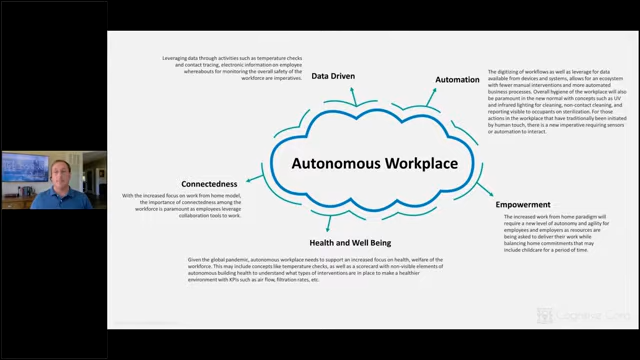 Leveraging data through activities such as temperature checks
and contact tracing, electronic information on employee
whereabouts for monitoring the overall safety of the
workforce are imperatives.
Data Driven
Automation
The digitizing of workflows as well as leverage for data
available from devices and systems, allows for an ecosystem
with fewer manual interventions and more automated
business processes. Overall hygiene of the workplace will also
be paramount in the new normal with concepts such as UV
and infrared lighting for cleaning, non-contact cleaning, and
reporting visible to occupants on sterilization. For those
actions in the workplace that have traditionally been initiated
by human touch, there is a new imperative requiring sensors
or automation to interact.
Autonomous Workplace
Connectedness
With the increased focus on work from home model,
the importance of connectedness among the
workforce is paramount as employees leverage
collaboration tools to work.
Empowerment
The increased work from home paradigm will
require a new level of autonomy and agility for
employees and employers as resources are
being asked to deliver their work while
balancing home commitments that may
include childcare for a period of time.
Health and Well Being
Given the global pandemic, autonomous workplace needs to support an increased focus on health, welfare of the
workforce. This may include concepts like temperature checks, as well as a scorecard with non-visible elements of
autonomous building health to understand what types of interventions are in place to make a healthier
environment with KPIs such as air flow, filtration rates, etc.
Cognitive Corp